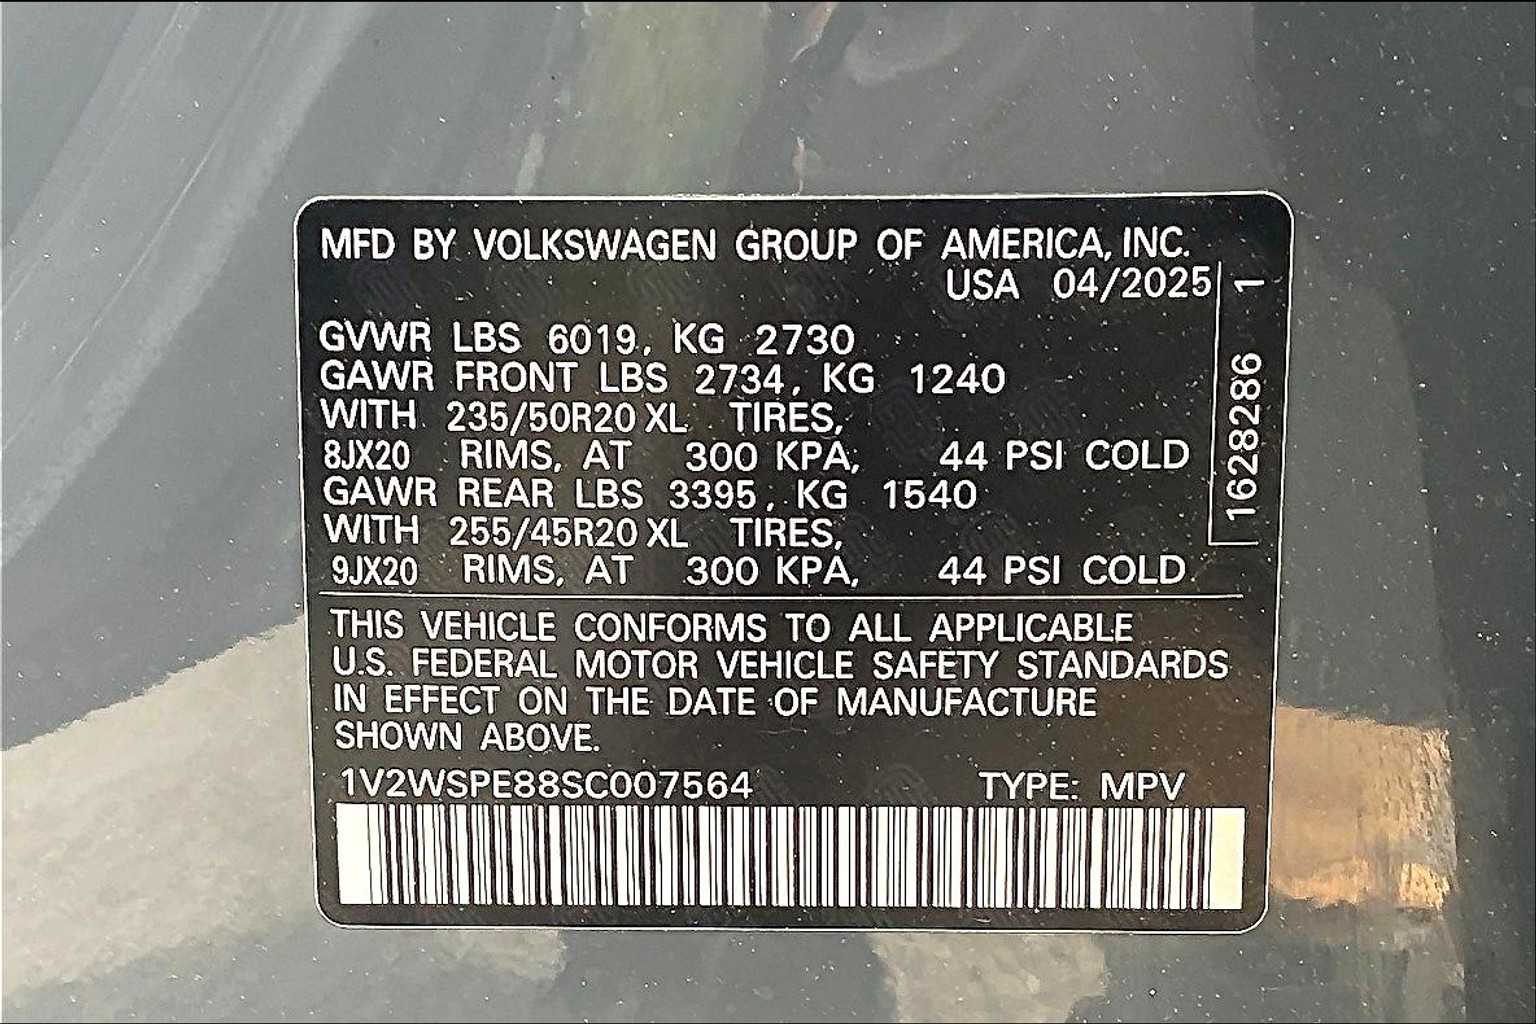 MFD BY VOLKSWAGEN GROUP OF AMERICA, INC.
USA 04/2025
GVWR LBS 6019, KG 2730
GAWR FRONT LBS 2734, KG 1240
WITH 235/50R20 XL TIRES,
8JX20 RIMS, AT 300 KPA, 44 PSI COLD
GAWR REAR LBS 3395, KG 1540
WITH 255/45R20 XL TIRES,
9JX20 RIMS, AT 300 KPA, 44 PSI COLD
1628286 1
THIS VEHICLE CONFORMS TO ALL APPLICABLE
U.S. FEDERAL MOTOR VEHICLE SAFETY STANDARDS
IN EFFECT ON THE DATE OF MANUFACTURE
SHOWN ABOVE.
1V2WSPE88SC007564 TYPE: MPV